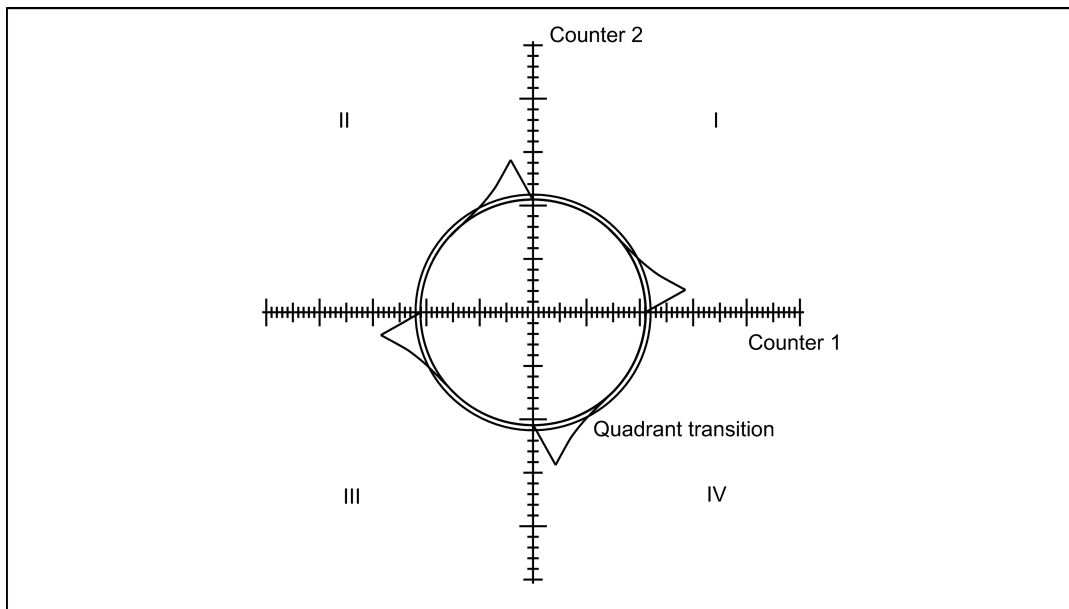 Counter 2
II
I
Counter 1
Quadrant transition
III
IV